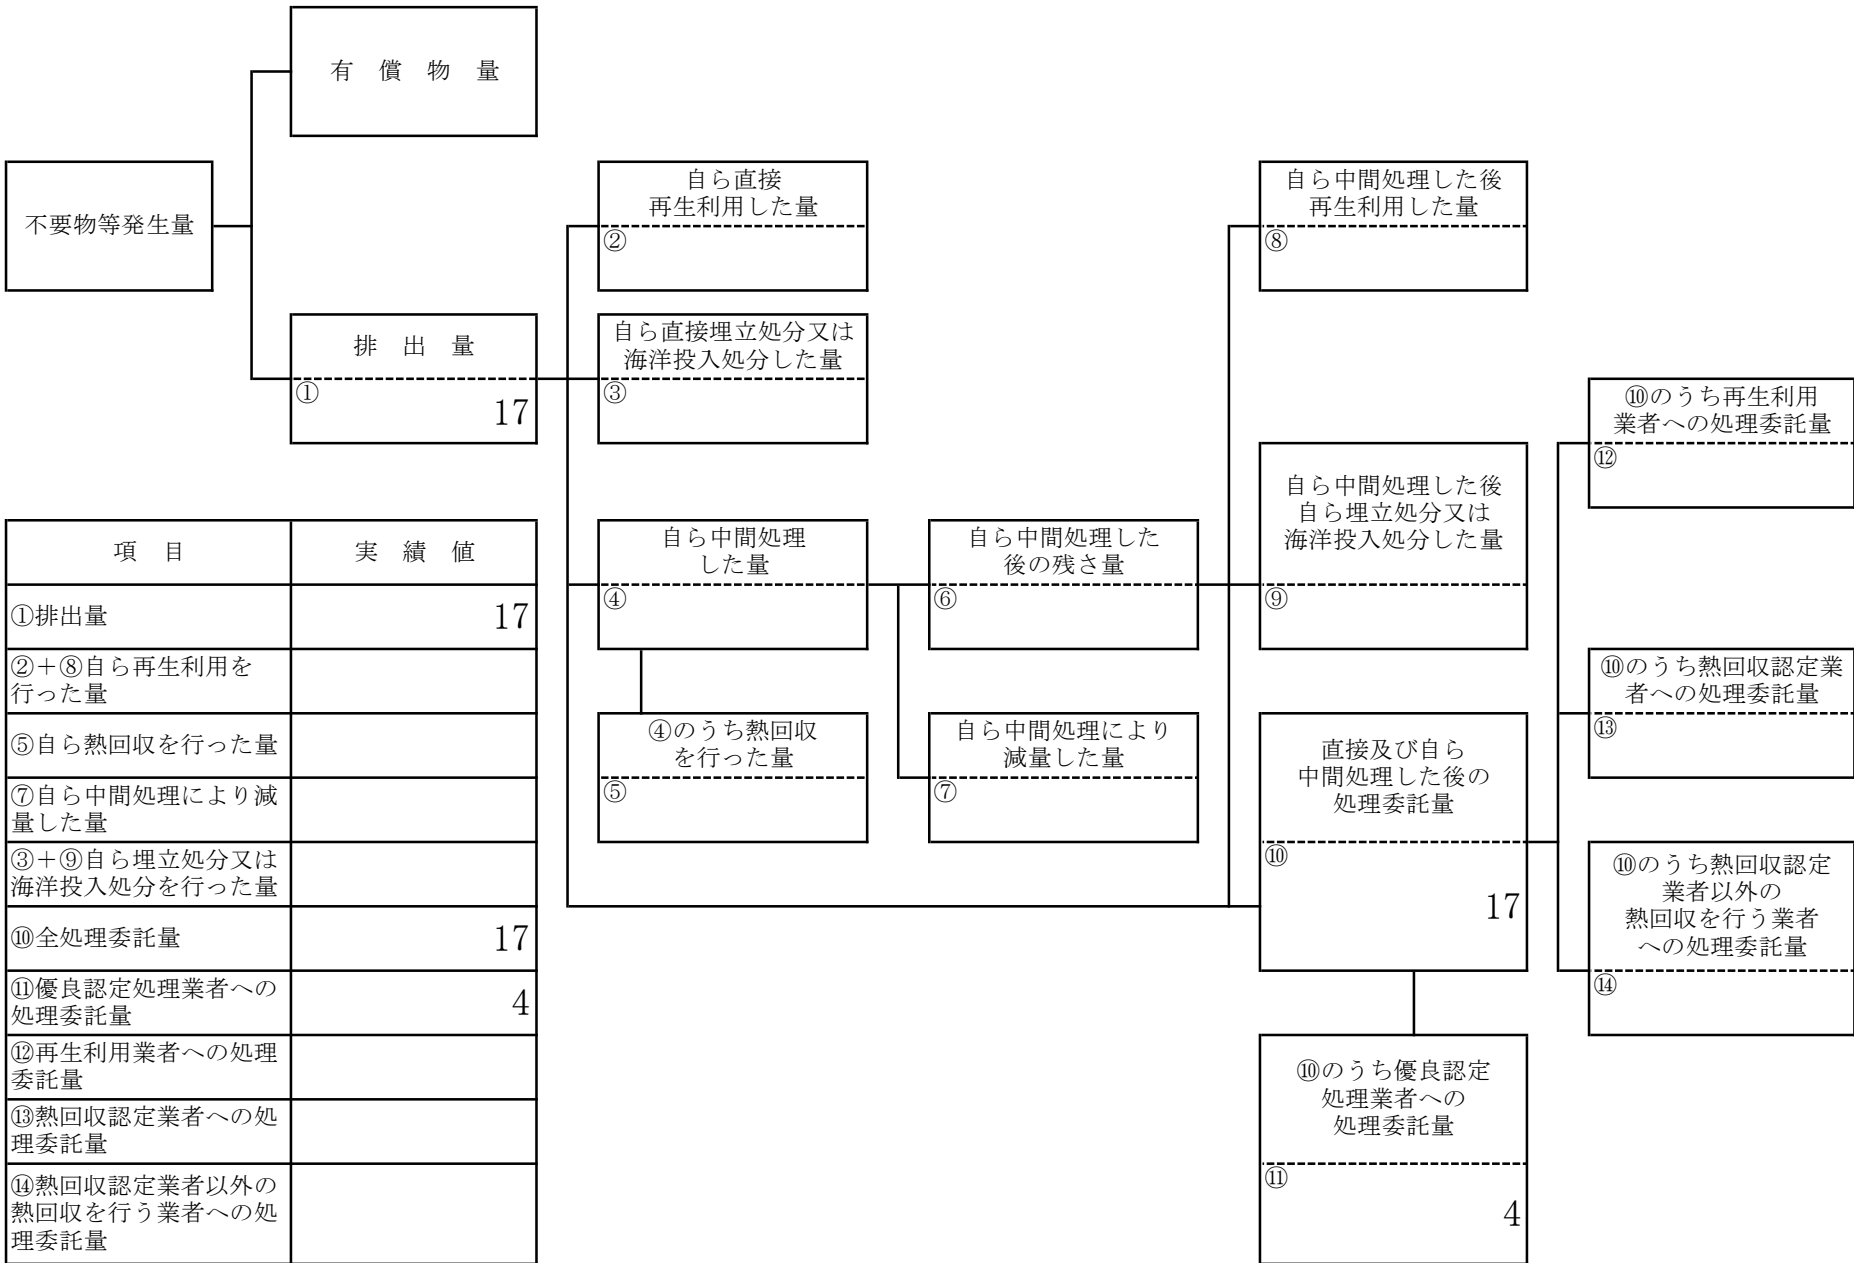 有 償 物 量
不要物等発生量
排 出 量
①
17
自ら直接
再生利用した量
②
自ら直接埋立処分又は
海洋投入処分した量
③
自ら中間処理
した量
④
④のうち熱回収
を行った量
⑤
自ら中間処理した
後の残さ量
⑥
自ら中間処理により
減量した量
⑦
自ら中間処理した後
再生利用した量
⑧
自ら中間処理した後
自ら埋立処分又は
海洋投入処分した量
⑨
直接及び自ら
中間処理した後の
処理委託量
⑩
17
⑩のうち優良認定
処理業者への
処理委託量
⑪
4
⑩のうち再生利用
業者への処理委託量
⑫
⑩のうち熱回収認定業
者への処理委託量
⑬
⑩のうち熱回収認定
業者以外の
熱回収を行う業者
への処理委託量
⑭
項 目 実 績 値
①排出量 17
②＋⑧自ら再生利用を
行った量
⑤自ら熱回収を行った量
⑦自ら中間処理により減
量した量
③＋⑨自ら埋立処分又は
海洋投入処分を行った量
⑩全処理委託量 17
⑪優良認定処理業者への
処理委託量 4
⑫再生利用業者への処理
委託量
⑬熱回収認定業者への処
理委託量
⑭熱回収認定業者以外の
熱回収を行う業者への処
理委託量